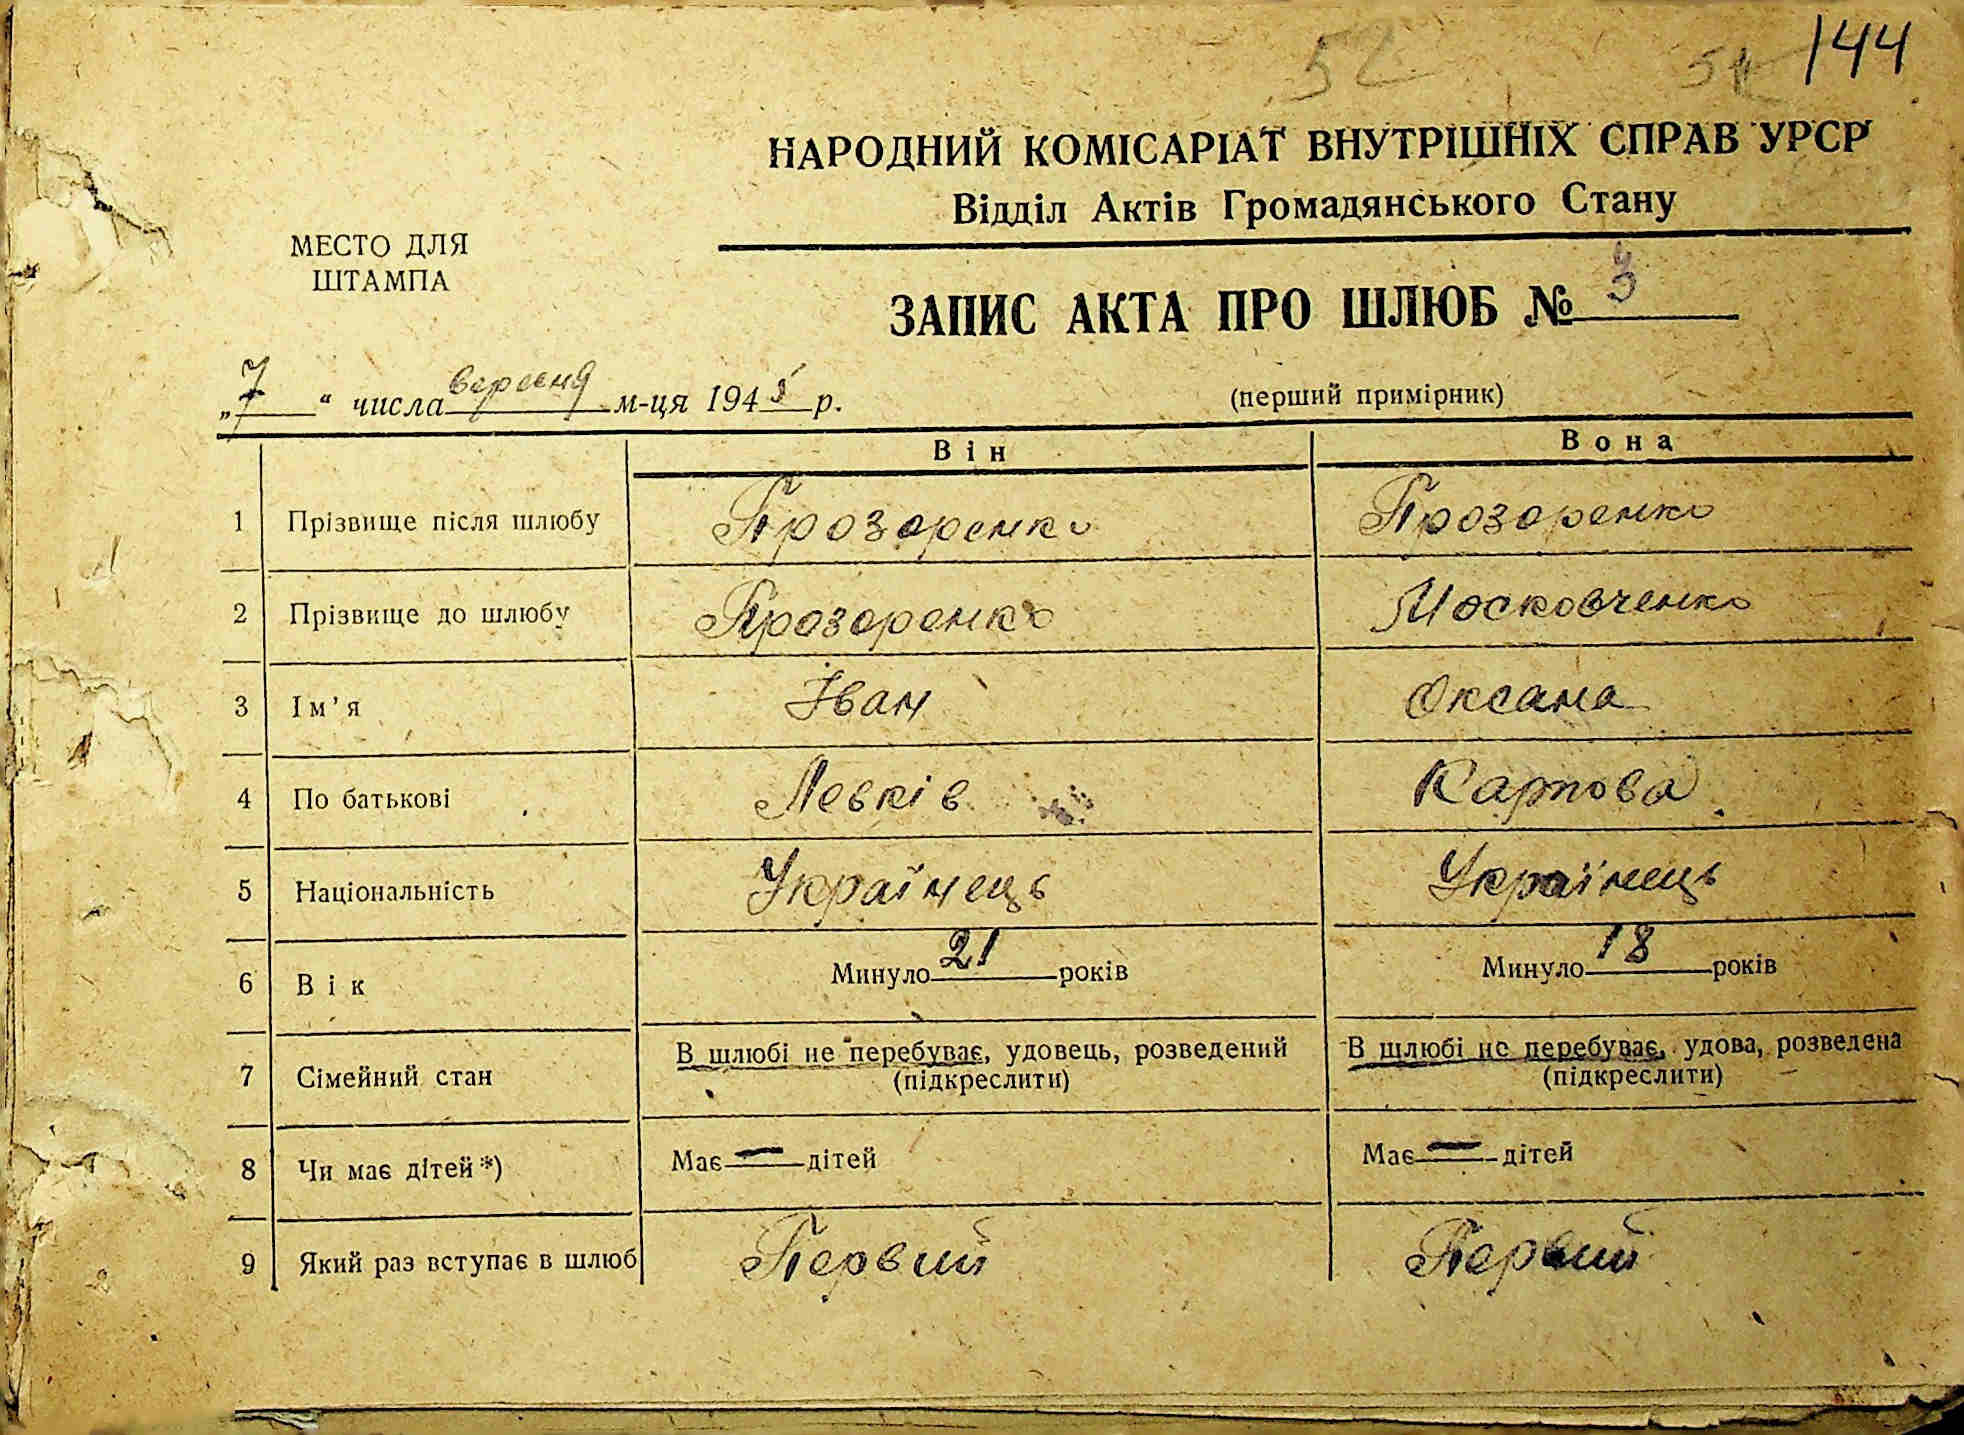 52 54 144
НАРОДНИЙ КОМІСАРІАТ ВНУТРІШНІХ СПРАВ УРСР
Відділ Актів Громадянського Стану
МЕСТО ДЛЯ
ШТАМПА
ЗАПИС АКТА ПРО ШЛЮБ № 3
„7“ числа вересня м-ця 1945 р.
(перший примірник)
Він Вона
1 Прізвище після шлюбу Прозоренко Прозоренко
2 Прізвище до шлюбу Прозоренко Московченко
3 Ім’я Іван Оксана
4 По батькові Левків Карпова
5 Національність Українець Українець
6 Вік Минуло 21 років Минуло 18 років
7 Сімейний стан В шлюбі не перебуває, удовець, розведений (підкреслити) В шлюбі не перебуває, удова, розведена (підкреслити)
8 Чи має дітей*) Має — дітей Має — дітей
9 Який раз вступає в шлюб Первий Первий